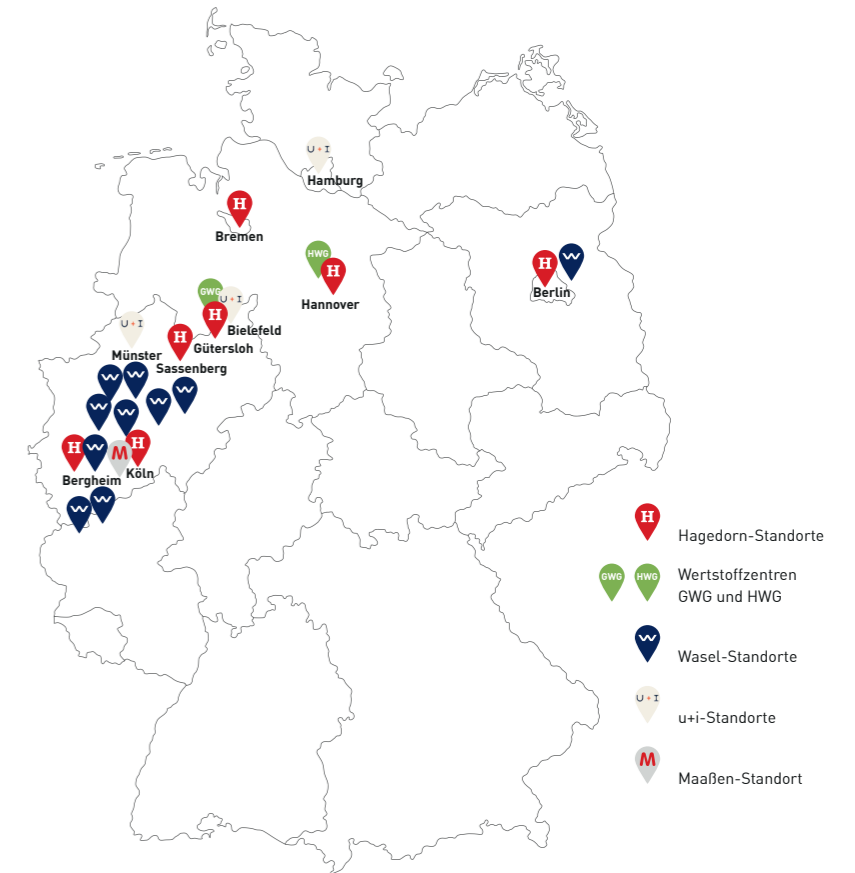 U+I
Hamburg
H
Bremen
HWG
H
Hannover
H
W
Berlin
GWG
U+I
H
Bielefeld
Gütersloh
U+I
Münster
H
Sassenberg
W
W
W
W
W
W
H
W
M
H
Köln
Bergheim
W
W
H
Hagedorn-Standorte
GWG
HWG
Wertstoffzentren
GWG und HWG
W
Wasel-Standorte
U+I
u+i-Standorte
M
Maaßen-Standort